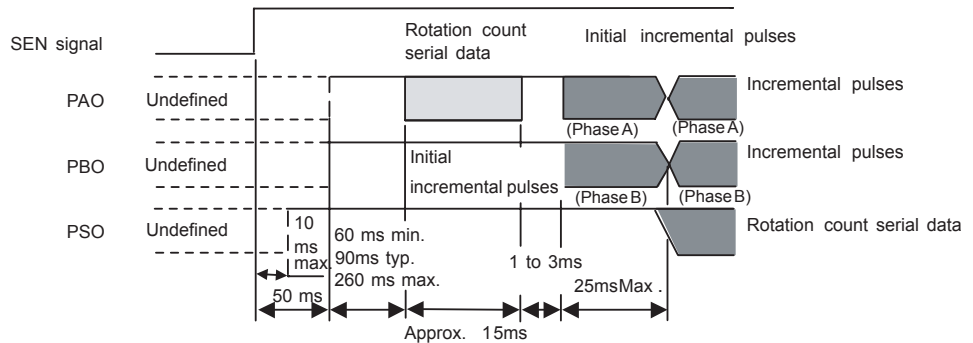 SEN signal
Rotation count
serial data
Initial incremental pulses
PAO
Undefined
Incremental pulses
(Phase A)
(Phase A)
PBO
Undefined
Initial
incremental pulses
Incremental pulses
(Phase B)
(Phase B)
PSO
Undefined
Rotation count serial data
10
ms
max.
60 ms min.
90ms typ.
260 ms max.
1 to 3ms
50 ms
25msMax .
Approx. 15ms